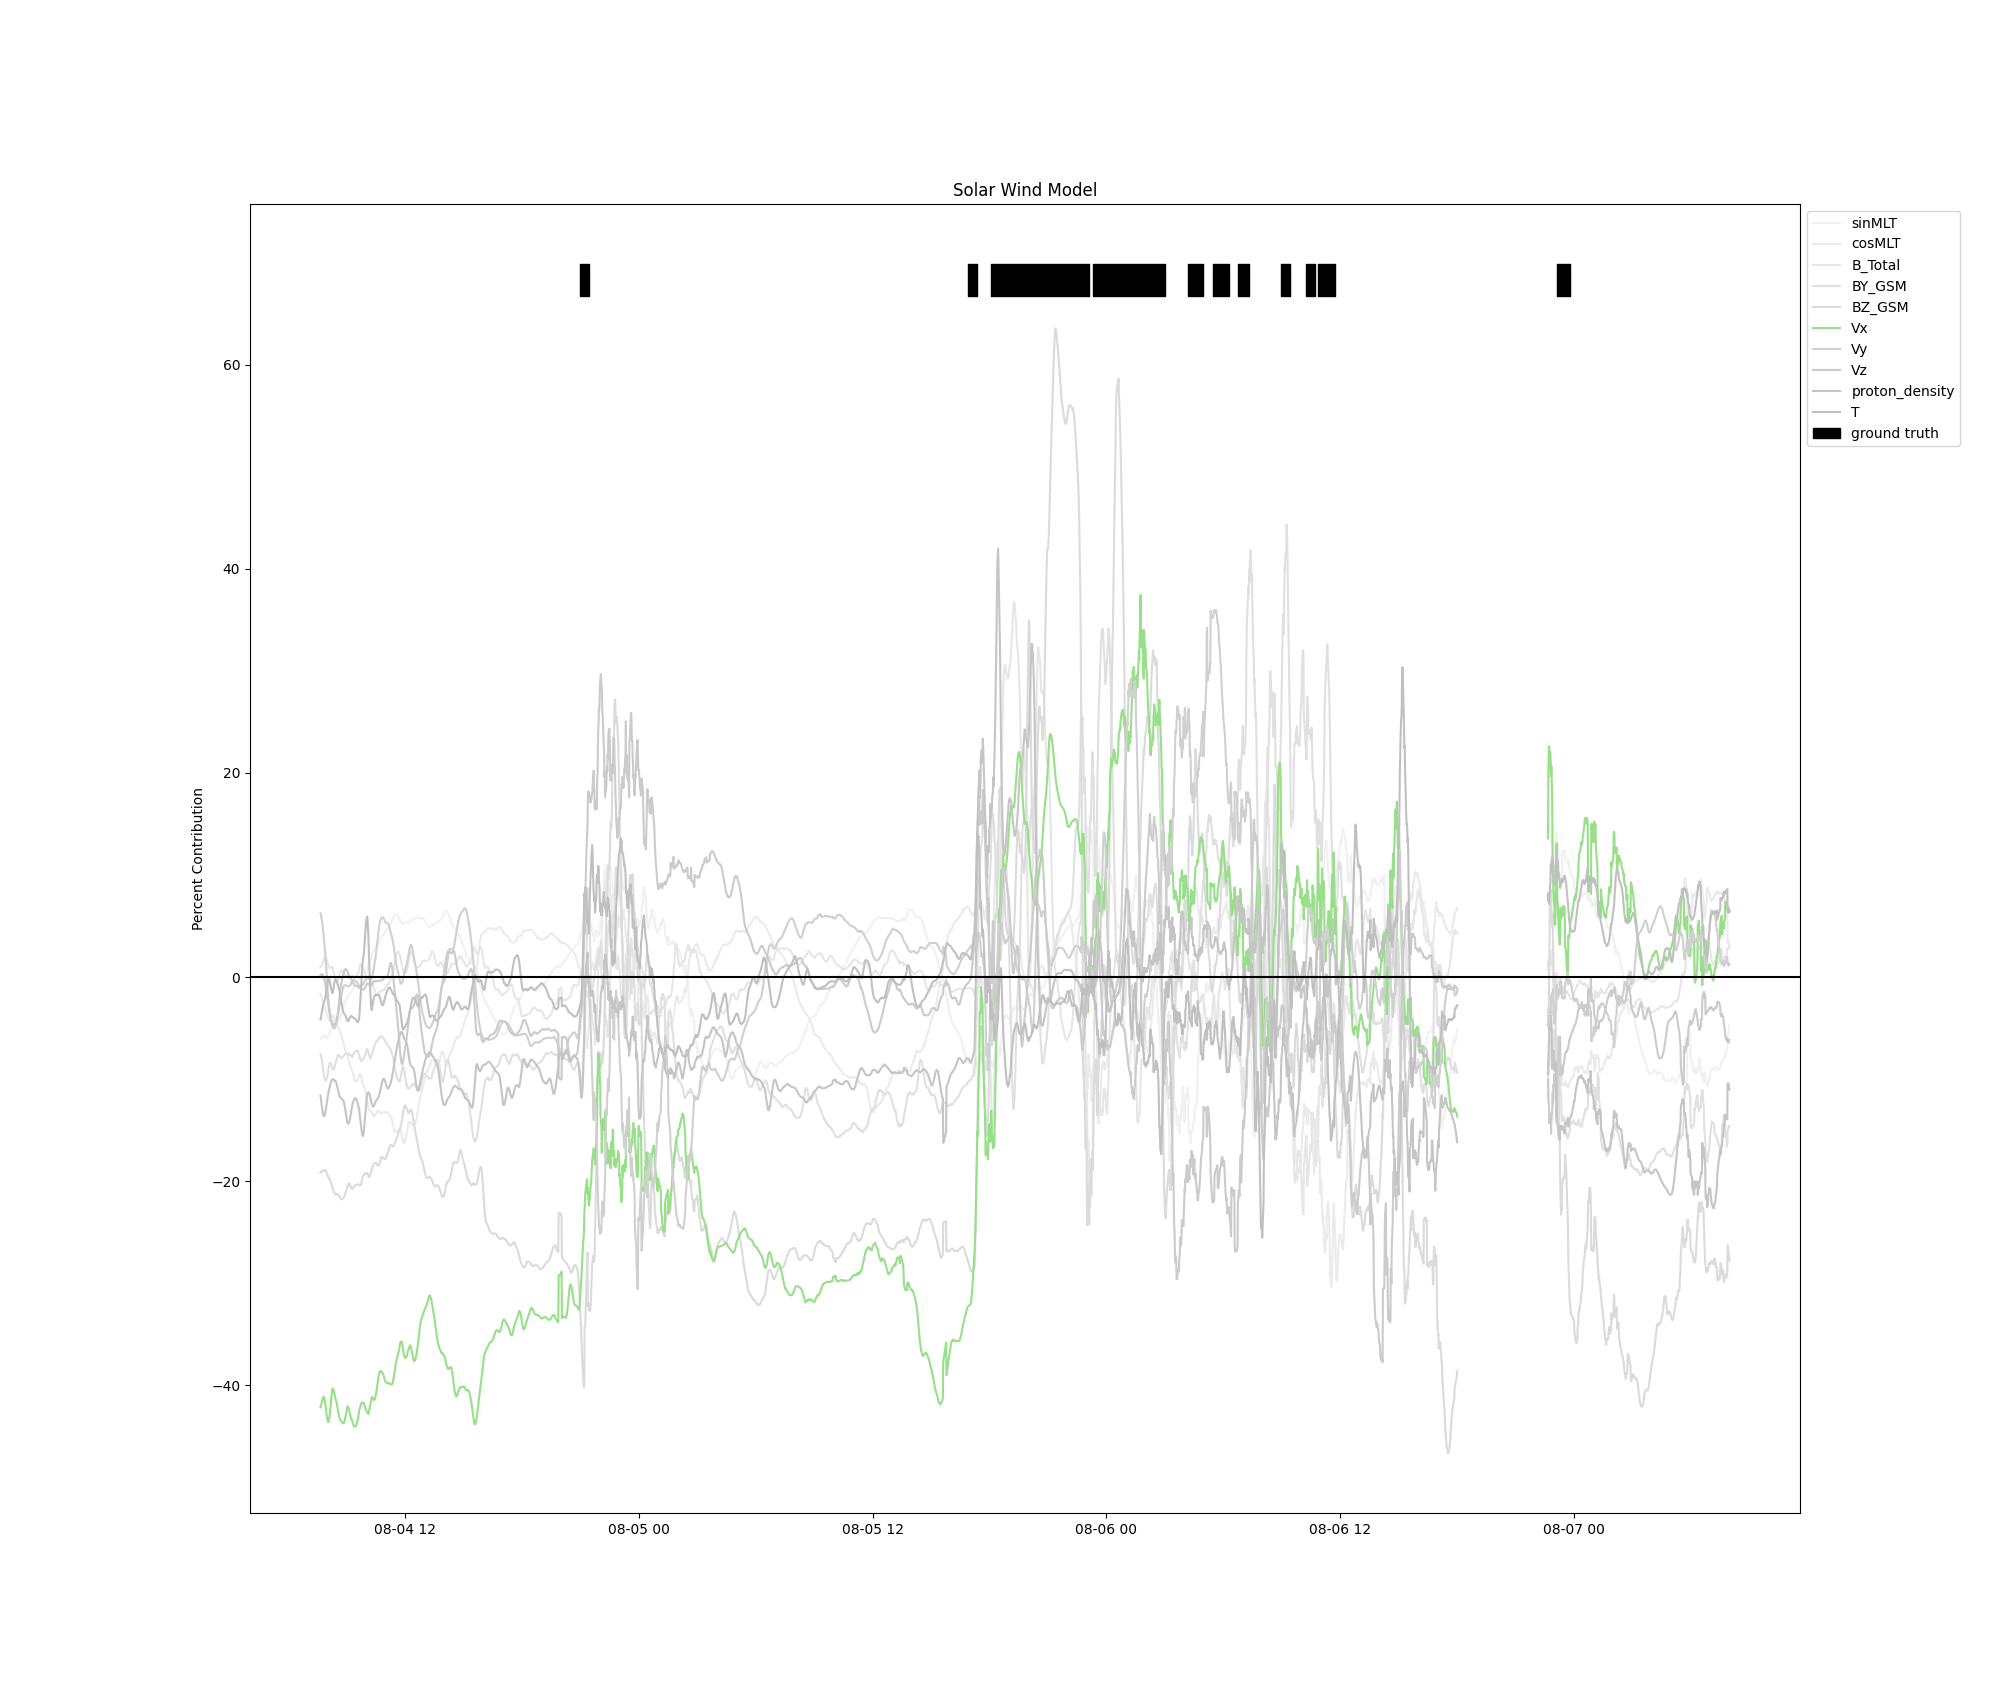 Solar Wind Model
sinMLT
cosMLT
B_Total
BY_GSM
BZ_GSM
Vx
Vy
Vz
proton_density
T
ground truth
Percent Contribution
60
40
20
0
−20
−40
08-04 12
08-05 00
08-05 12
08-06 00
08-06 12
08-07 00